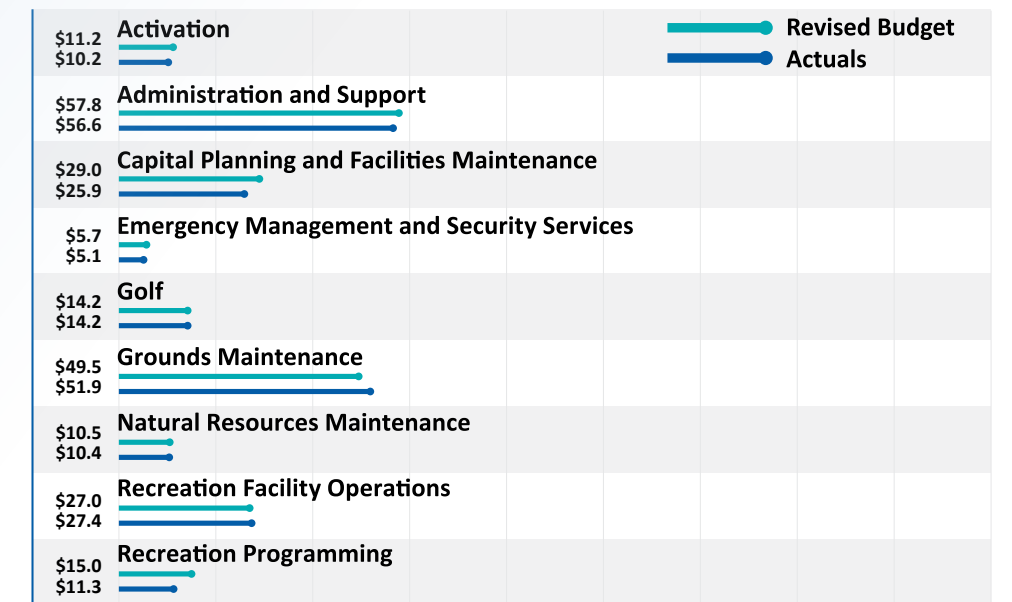 Activation
$11.2
$10.2
Revised Budget
Actuals
Administration and Support
$57.8
$56.6
Capital Planning and Facilities Maintenance
$29.0
$25.9
Emergency Management and Security Services
$5.7
$5.1
Golf
$14.2
$14.2
Grounds Maintenance
$49.5
$51.9
Natural Resources Maintenance
$10.5
$10.4
Recreation Facility Operations
$27.0
$27.4
Recreation Programming
$15.0
$11.3